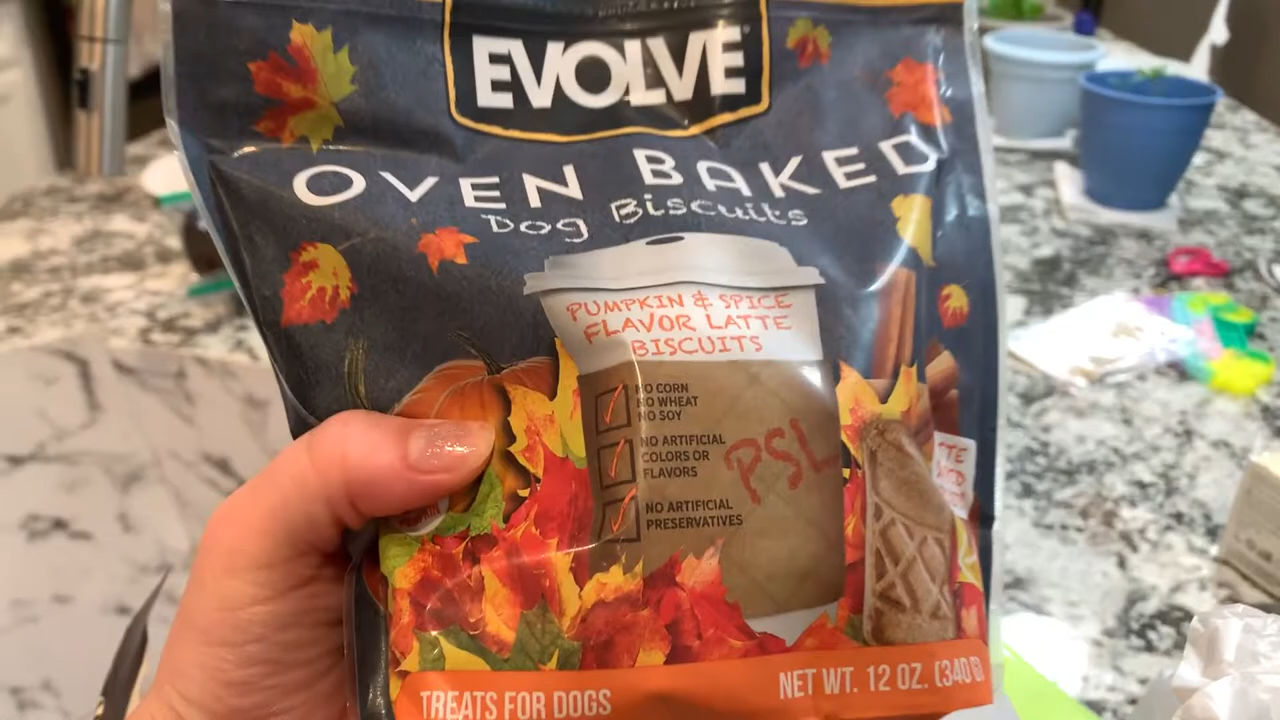 EVOLVE
OVEN BAKED
Dog Biscuits
PUMPKIN & SPICE
FLAVOR LATTE
BISCUITS
NO CORN
NO WHEAT
NO SOY
NO ARTIFICIAL
COLORS OR
FLAVORS
PSL
NO ARTIFICIAL
PRESERVATIVES
TREATS FOR DOGS
NET WT. 12 OZ. (340G)